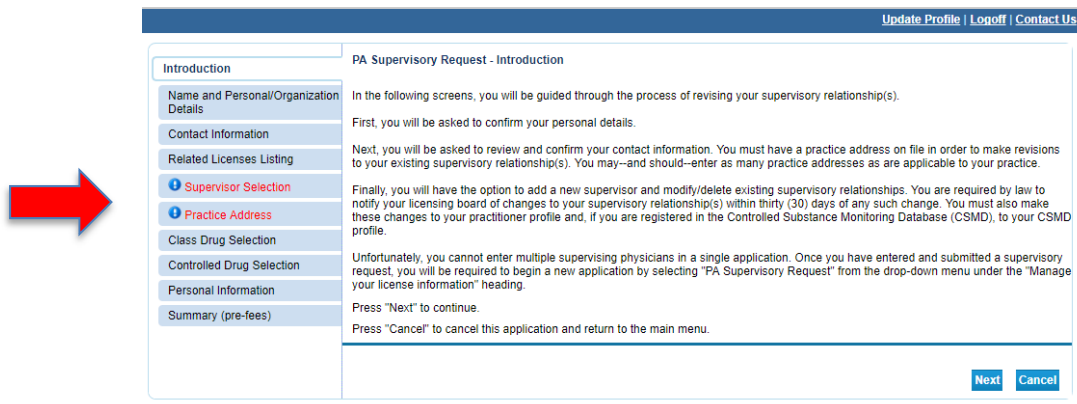 Update Profile | Logoff | Contact Us
Introduction
Name and Personal/Organization
Details
Contact Information
Related Licenses Listing
Supervisor Selection
Practice Address
Class Drug Selection
Controlled Drug Selection
Personal Information
Summary (pre-fees)
PA Supervisory Request - Introduction
In the following screens, you will be guided through the process of revising your supervisory relationship(s).
First, you will be asked to confirm your personal details.
Next, you will be asked to review and confirm your contact information. You must have a practice address on file in order to make revisions
to your existing supervisory relationship(s). You may--and should--enter as many practice addresses as are applicable to your practice.
Finally, you will have the option to add a new supervisor and modify/delete existing supervisory relationships. You are required by law to
notify your licensing board of changes to your supervisory relationship(s) within thirty (30) days of any such change. You must also make
these changes to your practitioner profile and, if you are registered in the Controlled Substance Monitoring Database (CSMD), to your CSMD
profile.
Unfortunately, you cannot enter multiple supervising physicians in a single application. Once you have entered and submitted a supervisory
request, you will be required to begin a new application by selecting "PA Supervisory Request" from the drop-down menu under the "Manage
your license information" heading.
Press "Next" to continue.
Press "Cancel" to cancel this application and return to the main menu.
Next
Cancel